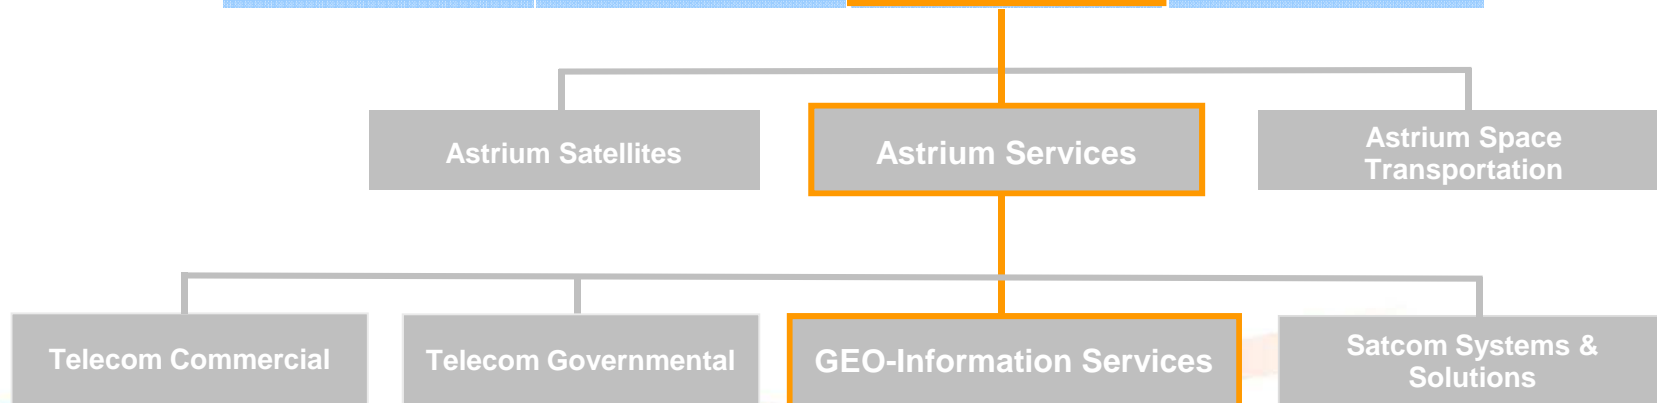 Astrium Satellites
Astrium Services
Astrium Space
Transportation
Telecom Commercial
Telecom Governmental
GEO-Information Services
Satcom Systems &
Solutions